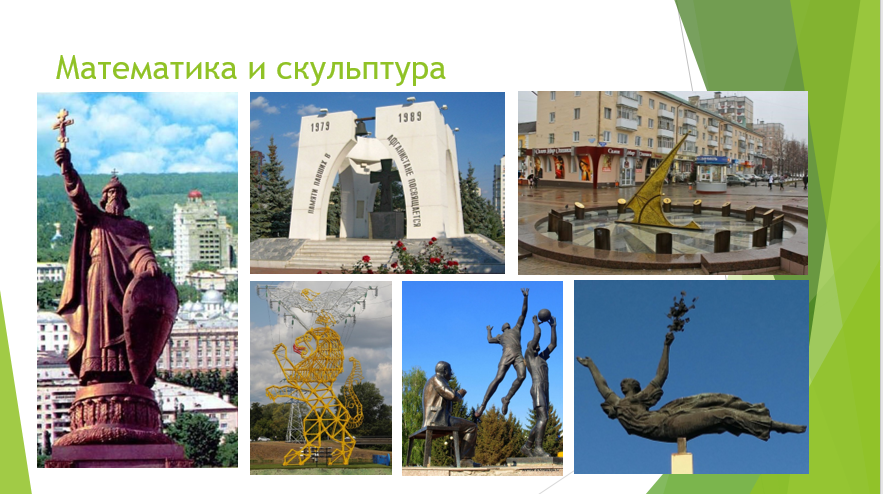 Математика и скульптура
1979
1989
ПАМЯТИ ПАВШИХ В
АФГАНИСТАНЕ ПОСВЯЩАЕТСЯ